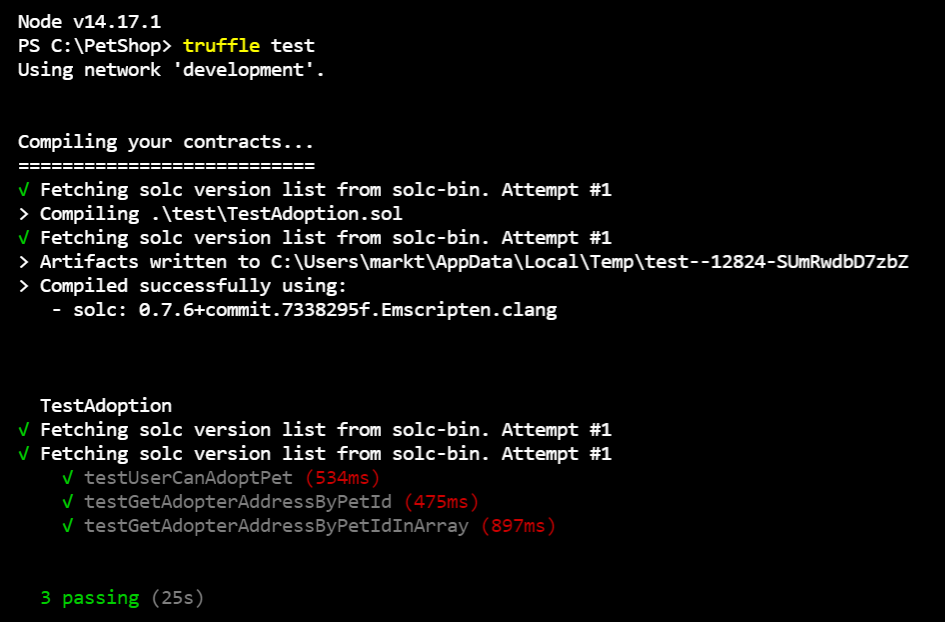 Node v14.17.1
PS C:\PetShop> truffle test
Using network 'development'.
Compiling your contracts...
===========================
√ Fetching solc version list from solc-bin. Attempt #1
> Compiling .\test\TestAdoption.sol
√ Fetching solc version list from solc-bin. Attempt #1
> Artifacts written to C:\Users\markt\AppData\Local\Temp\test--12824-SUmRwdbD7zbZ
> Compiled successfully using:
- solc: 0.7.6+commit.7338295f.Emscripten.clang
TestAdoption
√ Fetching solc version list from solc-bin. Attempt #1
√ Fetching solc version list from solc-bin. Attempt #1
√ testUserCanAdoptPet (534ms)
√ testGetAdopterAddressByPetId (475ms)
√ testGetAdopterAddressByPetIdInArray (897ms)
3 passing (25s)